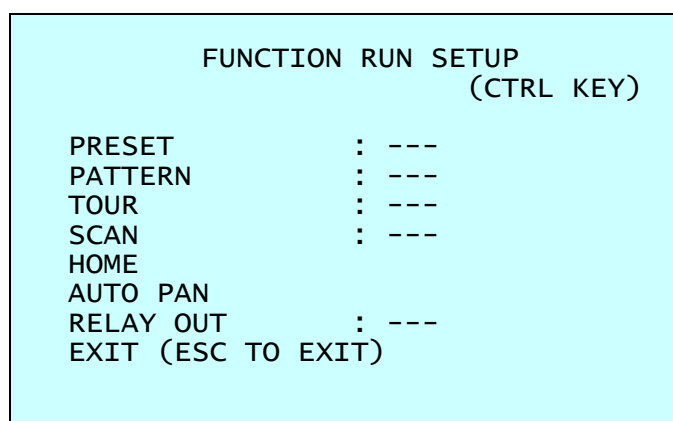 FUNCTION RUN SETUP
(CTRL KEY)
PRESET : ---
PATTERN : ---
TOUR : ---
SCAN : ---
HOME
AUTO PAN
RELAY OUT : ---
EXIT (ESC TO EXIT)